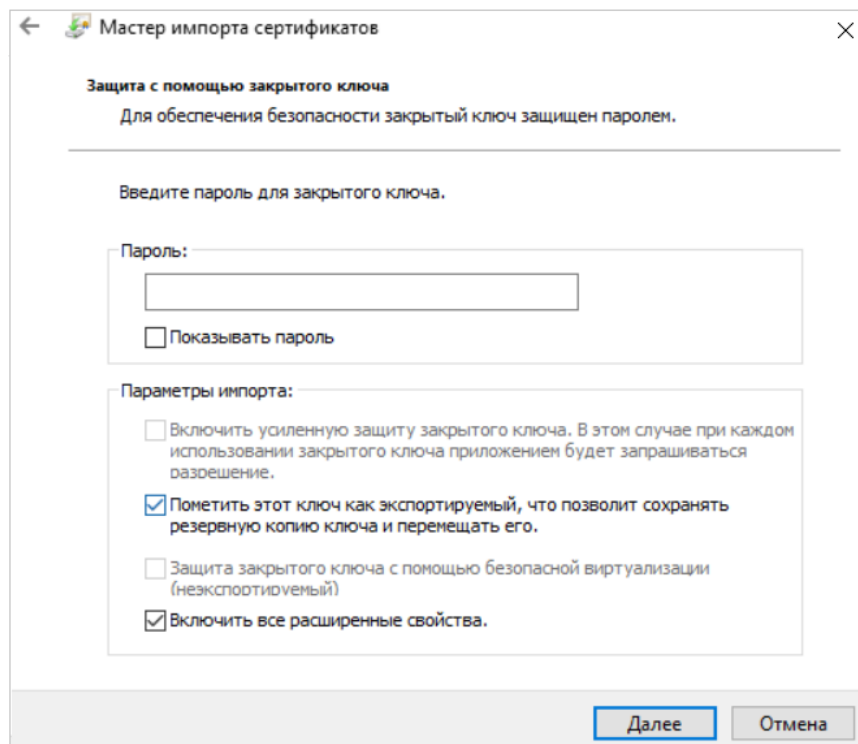 Мастер импорта сертификатов
Защита с помощью закрытого ключа
Для обеспечения безопасности закрытый ключ защищен паролем.
Введите пароль для закрытого ключа.
Пароль:
Показывать пароль
Параметры импорта:
Включить усиленную защиту закрытого ключа. В этом случае при каждом
использовании закрытого ключа приложением будет запрашиваться
разрешение.
Пометить этот ключ как экспортируемый, что позволит сохранять
резервную копию ключа и перемещать его.
Защита закрытого ключа с помощью безопасной виртуализации
(неэкспортируемый)
Включить все расширенные свойства.
Далее
Отмена